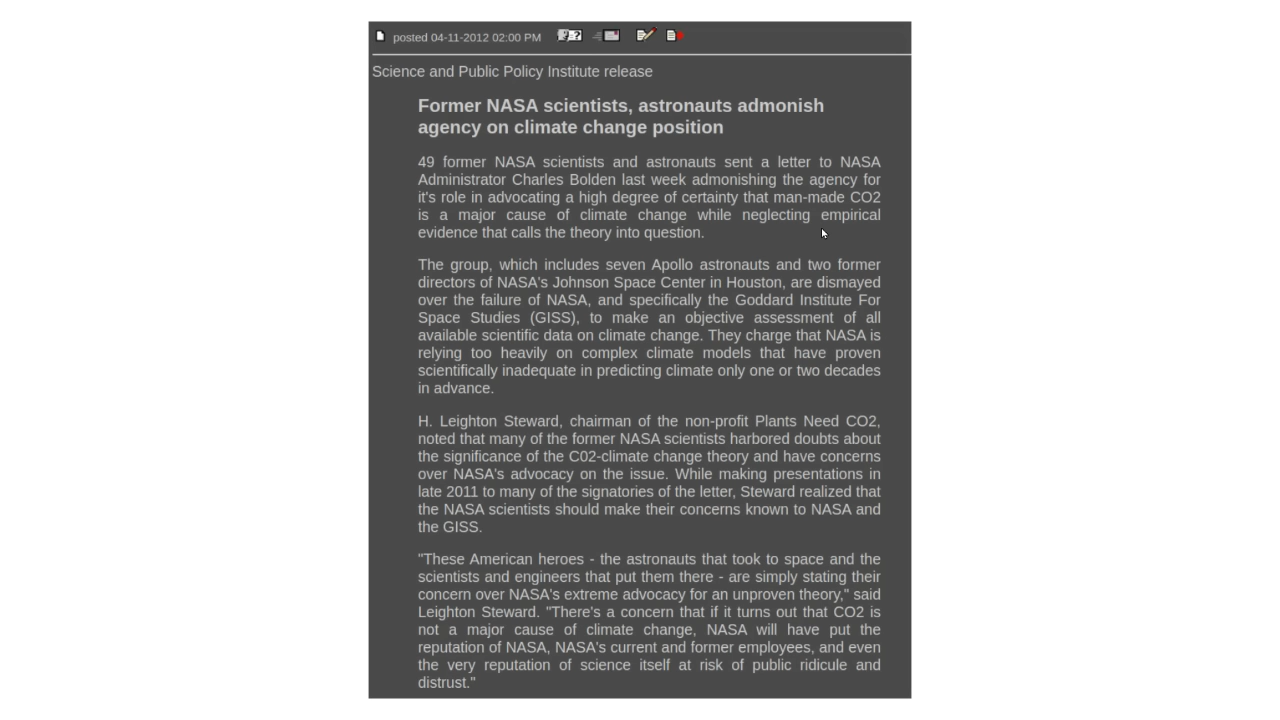 posted 04-11-2012 02:00 PM
Science and Public Policy Institute release
Former NASA scientists, astronauts admonish
agency on climate change position
49 former NASA scientists and astronauts sent a letter to NASA
Administrator Charles Bolden last week admonishing the agency for
it's role in advocating a high degree of certainty that man-made CO2
is a major cause of climate change while neglecting empirical
evidence that calls the theory into question.
The group, which includes seven Apollo astronauts and two former
directors of NASA's Johnson Space Center in Houston, are dismayed
over the failure of NASA, and specifically the Goddard Institute For
Space Studies (GISS), to make an objective assessment of all
available scientific data on climate change. They charge that NASA is
relying too heavily on complex climate models that have proven
scientifically inadequate in predicting climate only one or two decades
in advance.
H. Leighton Steward, chairman of the non-profit Plants Need CO2,
noted that many of the former NASA scientists harbored doubts about
the significance of the C02-climate change theory and have concerns
over NASA's advocacy on the issue. While making presentations in
late 2011 to many of the signatories of the letter, Steward realized that
the NASA scientists should make their concerns known to NASA and
the GISS.
"These American heroes - the astronauts that took to space and the
scientists and engineers that put them there - are simply stating their
concern over NASA's extreme advocacy for an unproven theory," said
Leighton Steward. "There's a concern that if it turns out that CO2 is
not a major cause of climate change, NASA will have put the
reputation of NASA, NASA's current and former employees, and even
the very reputation of science itself at risk of public ridicule and
distrust."